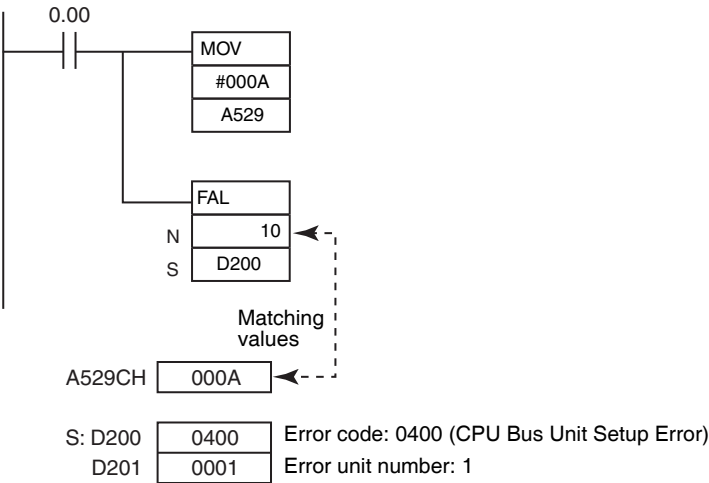 0.00
MOV
#000A
A529
FAL
N 10
S D200
Matching
values
A529CH 000A
S: D200 0400 Error code: 0400 (CPU Bus Unit Setup Error)
D201 0001 Error unit number: 1